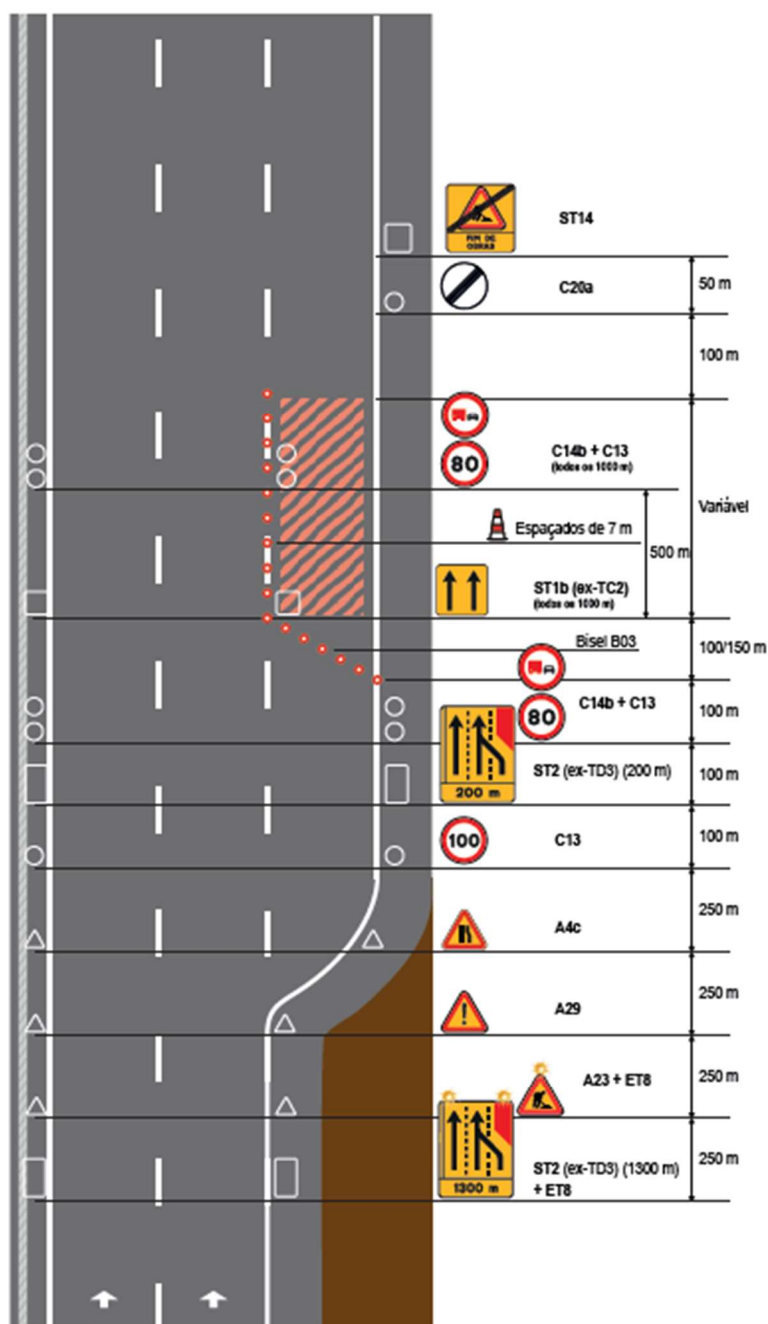 FIM DE
OBRAS
ST14
C20a
50 m
100 m
C14b + C13
(todos os 1000 m)
80
Variável
Espaçados de 7 m
500 m
ST1b (ex-TC2)
(todos os 1000 m)
Bisel B03
100/150 m
C14b + C13
80
100 m
ST2 (ex-TD3) (200 m)
200 m
100 m
100
C13
100 m
A4c
250 m
A29
250 m
A23 + ET8
250 m
ST2 (ex-TD3) (1300 m)
+ ET8
1300 m
250 m